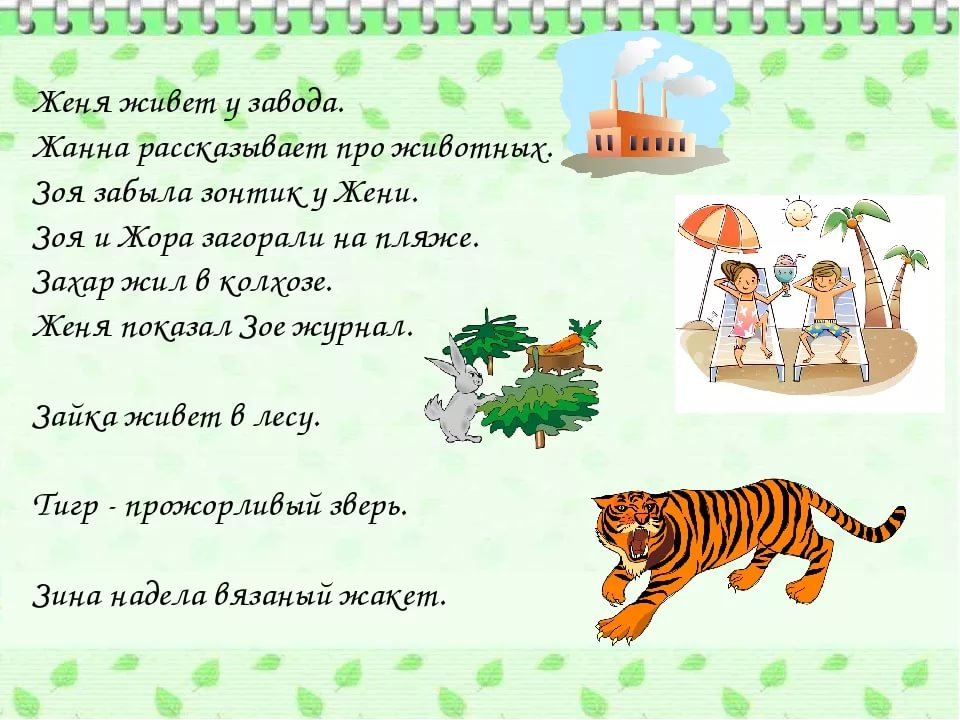 Женя живет у завода.
Жанна рассказывает про животных.
Зоя забыла зонтик у Жени.
Зоя и Жора загорали на пляже.
Захар жил в колхозе.
Женя показал Зое журнал.
Зайка живет в лесу.
Тигр - прожорливый зверь.
Зина надела вязаный жакет.